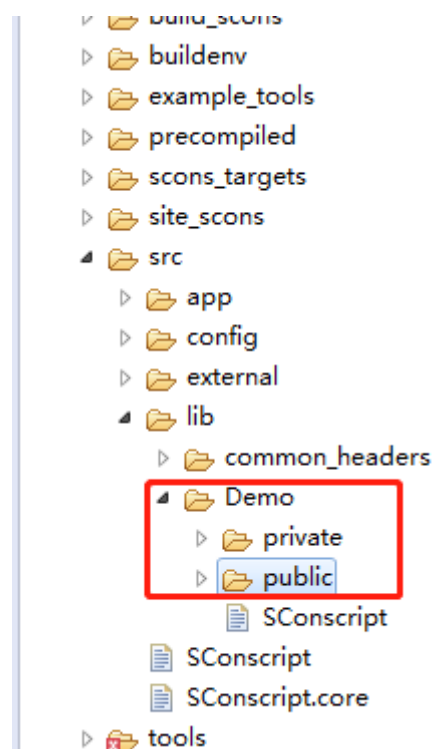 build_scons
buildenv
example_tools
precompiled
scons_targets
site_scons
src
app
config
external
lib
common_headers
Demo
private
public
SConscript
SConscript
SConscript.core
tools